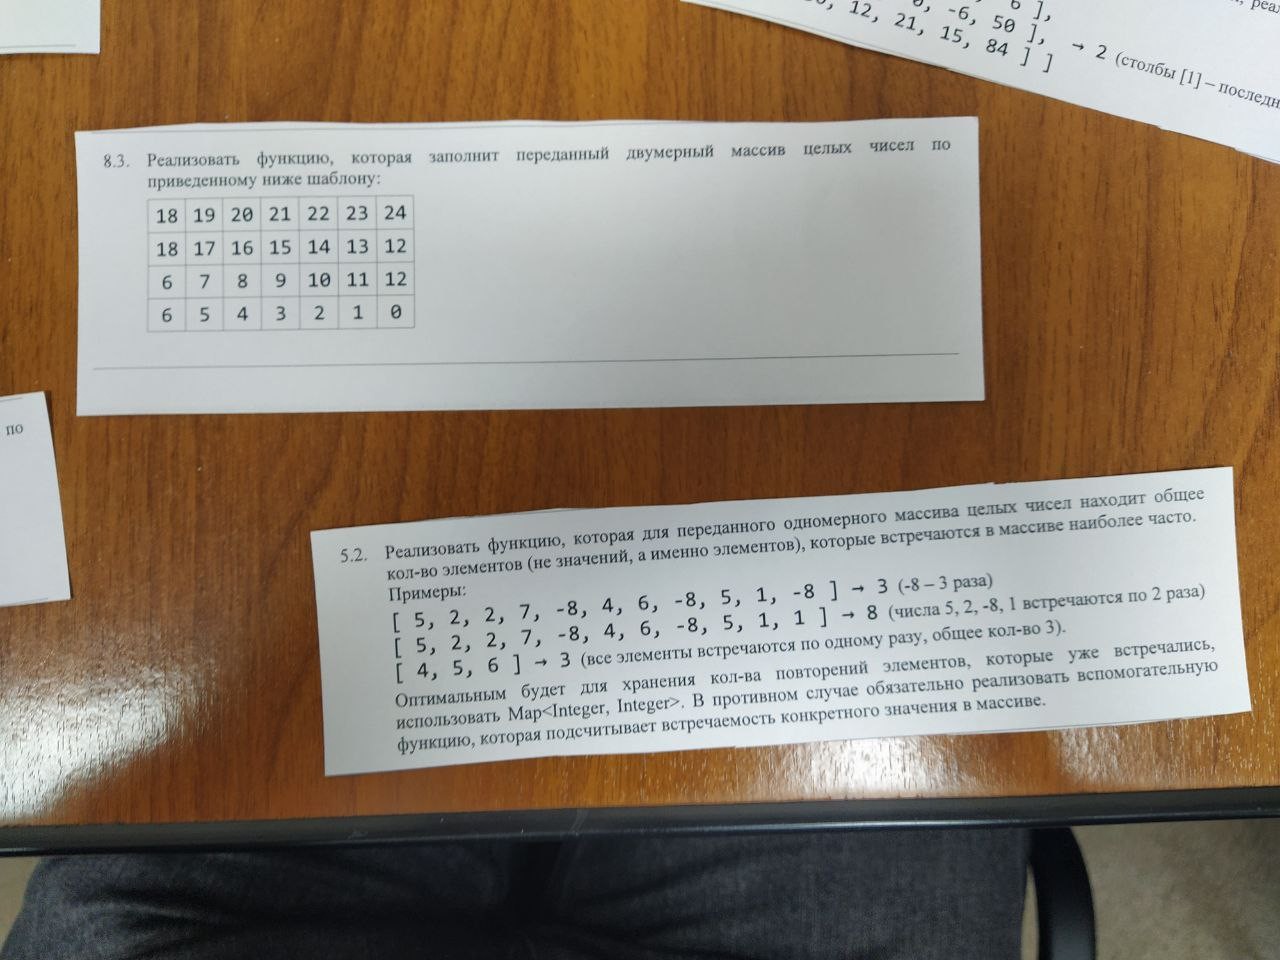 6 ],
-6, 50 ],
12, 21, 15, 84 ] ] → 2 (столбы [1] –
8.3. Реализовать функцию, которая заполнит переданный двумерный массив целых чисел по
приведенному ниже шаблону:
18 19 20 21 22 23 24
18 17 16 15 14 13 12
6 7 8 9 10 11 12
6 5 4 3 2 1 0
по
5.2. Реализовать функцию, которая для переданного одномерного массива целых чисел находит общее
кол-во элементов (не значений, а именно элементов), которые встречаются в массиве наиболее часто.
Примеры:
[ 5, 2, 2, 7, -8, 4, 6, -8, 5, 1, -8 ] → 3 (-8 – 3 раза)
[ 5, 2, 2, 7, -8, 4, 6, -8, 5, 1, 1 ] → 8 (числа 5, 2, -8, 1 встречаются по 2 раза)
[ 4, 5, 6 ] → 3 (все элементы встречаются по одному разу, общее кол-во 3).
Оптимальным будет для хранения кол-ва повторений элементов, которые уже встречались,
использовать Map<Integer, Integer>. В противном случае обязательно реализовать вспомогательную
функцию, которая подсчитывает встречаемость конкретного значения в массиве.